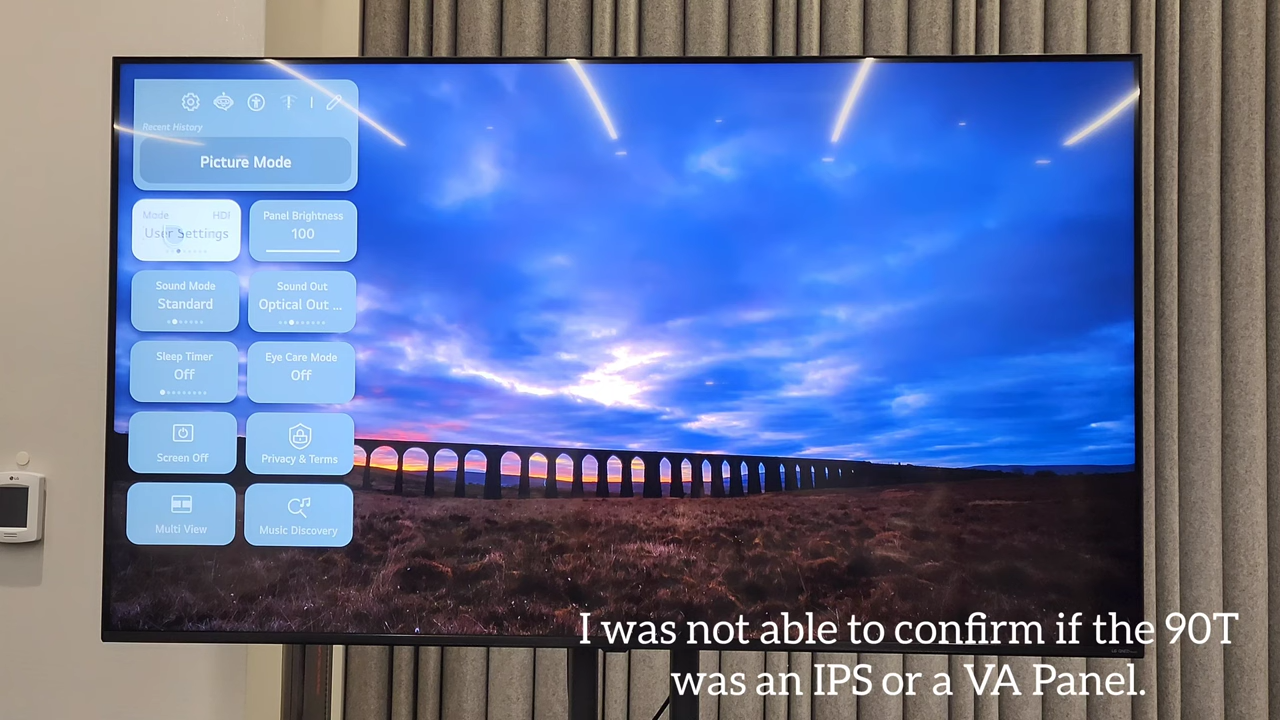 Recent History
Picture Mode
Mode HDR
User Settings
Panel Brightness
100
Sound Mode
Standard
Sound Out
Optical Out ...
Sleep Timer
Off
Eye Care Mode
Off
Screen Off
Privacy & Terms
Multi View
Music Discovery
LG
I was not able to confirm if the 90T
was an IPS or a VA Panel.